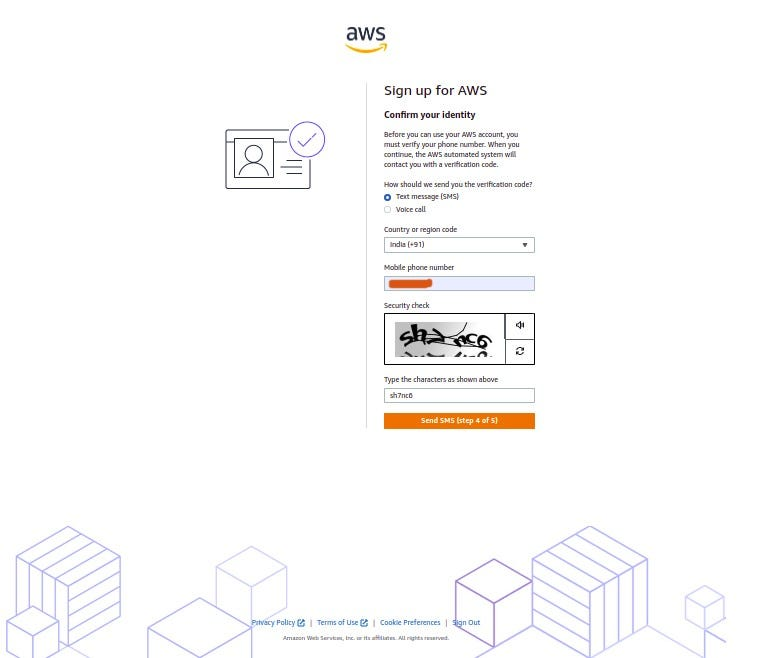 aws
Sign up for AWS
Confirm your identity
Before you can use your AWS account, you
must verify your phone number. When you
continue, the AWS automated system will
contact you with a verification code.
How should we send you the verification code?
Text message (SMS)
Voice call
Country or region code
India (+91)
Mobile phone number
Security check
Type the characters as shown above
sh7nc6
Send SMS (step 4 of 5)
Privacy Policy | Terms of Use | Cookie Preferences | Sign Out
Amazon Web Services, Inc. or its affiliates. All rights reserved.